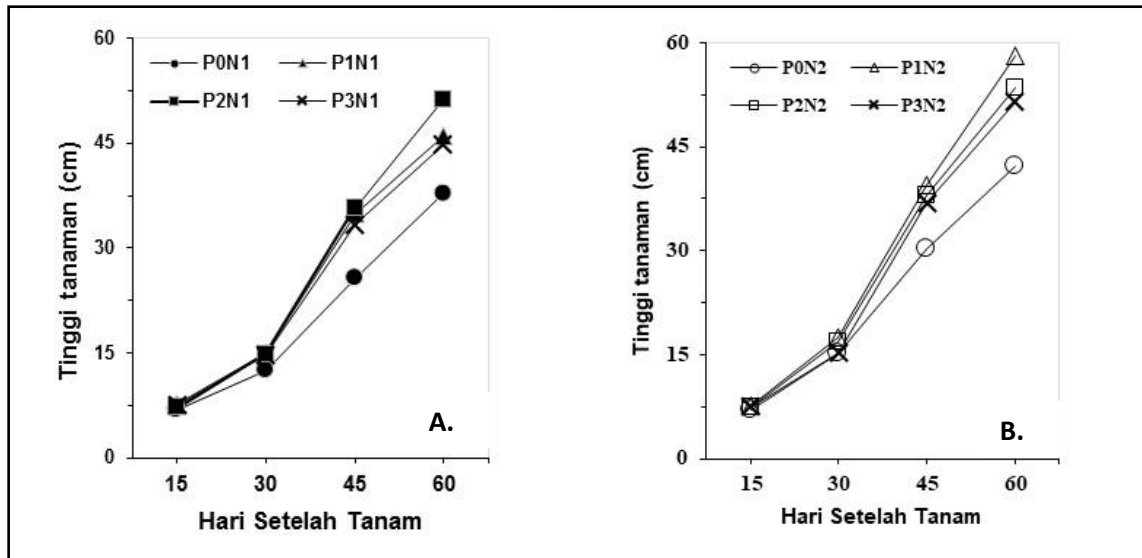 60
45
30
15
0
Tinggi tanaman (cm)
P0N1 P1N1
P2N1 P3N1
A.
15 30 45 60
Hari Setelah Tanam
60
45
30
15
0
Tinggi tanaman (cm)
P0N2 P1N2
P2N2 P3N2
B.
15 30 45 60
Hari Setelah Tanam